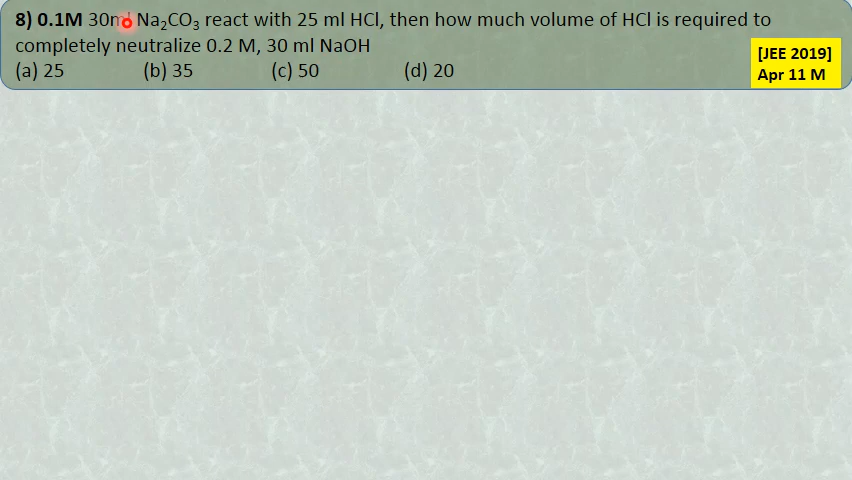 8) 0.1M 30ml Na₂CO₃ react with 25 ml HCl, then how much volume of HCl is required to
completely neutralize 0.2 M, 30 ml NaOH
(a) 25 (b) 35 (c) 50 (d) 20
[JEE 2019]
Apr 11 M